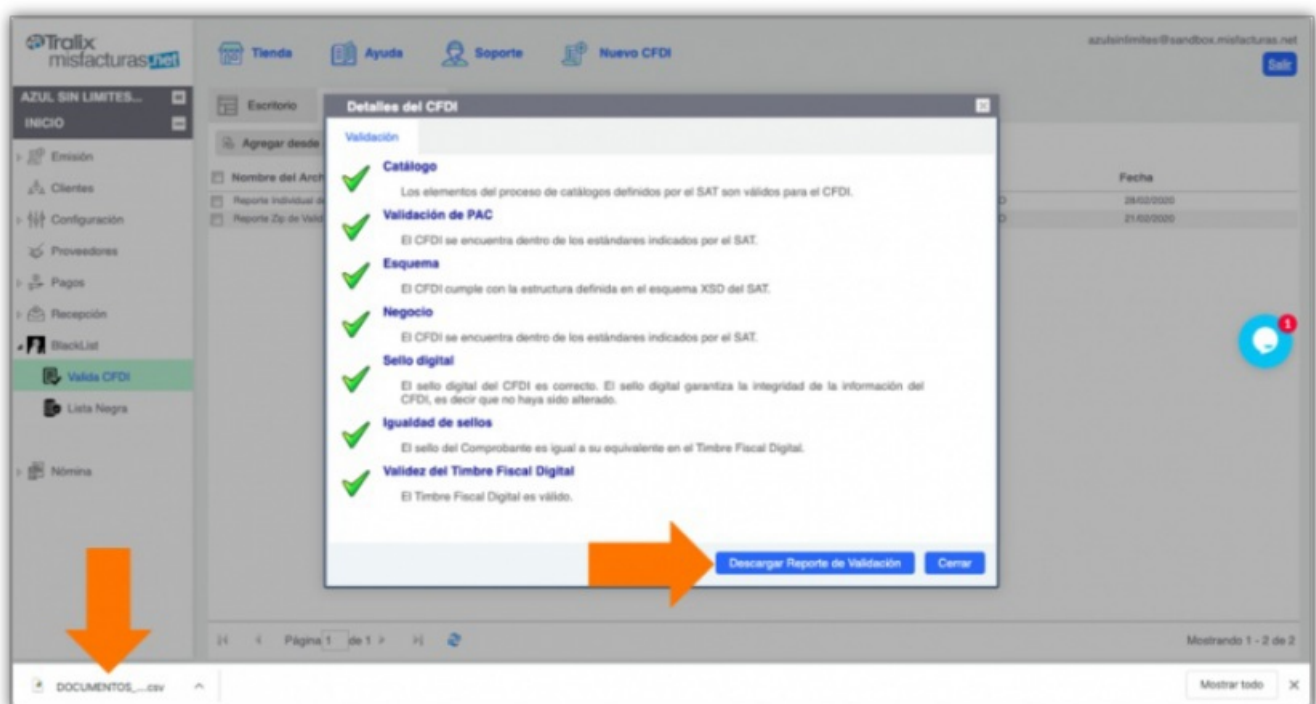 Tralix
misfacturas.net
Tienda
Ayuda
Soporte
Nuevo CFDI
azulsinlimites@sandbox.misfacturas.net
Salir
AZUL SIN LIMITES...
INICIO
Emisión
Clientes
Configuración
Proveedores
Pagos
Recepción
BlackList
Valida CFDI
Lista Negra
Nómina
Escritorio
Agregar desde
Nombre del Arch
Fecha
Reporte Individual d
28/02/2020
Reporte Zip de Valid
21/02/2020
Detalles del CFDI
Validación
Catálogo
Los elementos del proceso de catálogos definidos por el SAT son válidos para el CFDI.
Validación de PAC
El CFDI se encuentra dentro de los estándares indicados por el SAT.
Esquema
El CFDI cumple con la estructura definida en el esquema XSD del SAT.
Negocio
El CFDI se encuentra dentro de los estándares indicados por el SAT.
Sello digital
El sello digital del CFDI es correcto. El sello digital garantiza la integridad de la información del
CFDI, es decir que no haya sido alterado.
Igualdad de sellos
El sello del Comprobante es igual a su equivalente en el Timbre Fiscal Digital.
Validez del Timbre Fiscal Digital
El Timbre Fiscal Digital es válido.
Descargar Reporte de Validación
Cerrar
1
Página 1 de 1
Mostrando 1 - 2 de 2
DOCUMENTOS_....csv
Mostrar todo